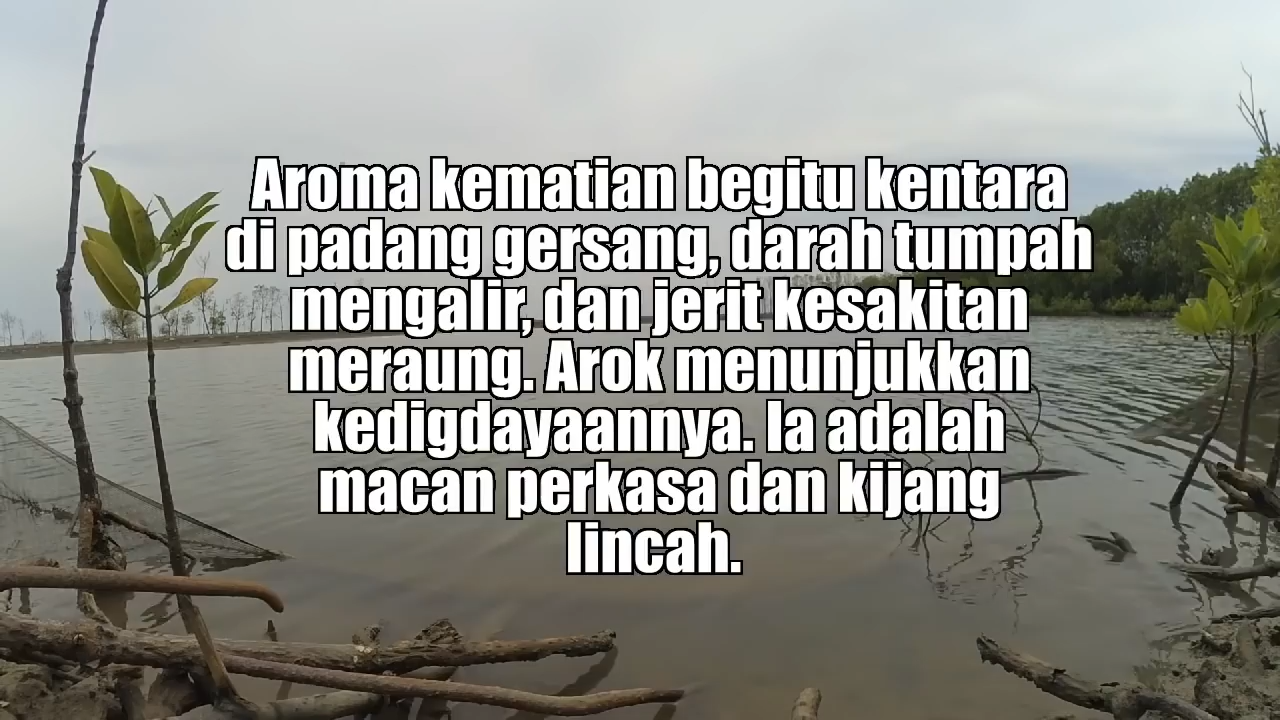 Aroma kematian begitu kentara
di padang gersang, darah tumpah
mengalir, dan jerit kesakitan
meraung. Arok menunjukkan
kedigdayaannya. Ia adalah
macan perkasa dan kijang
lincah.